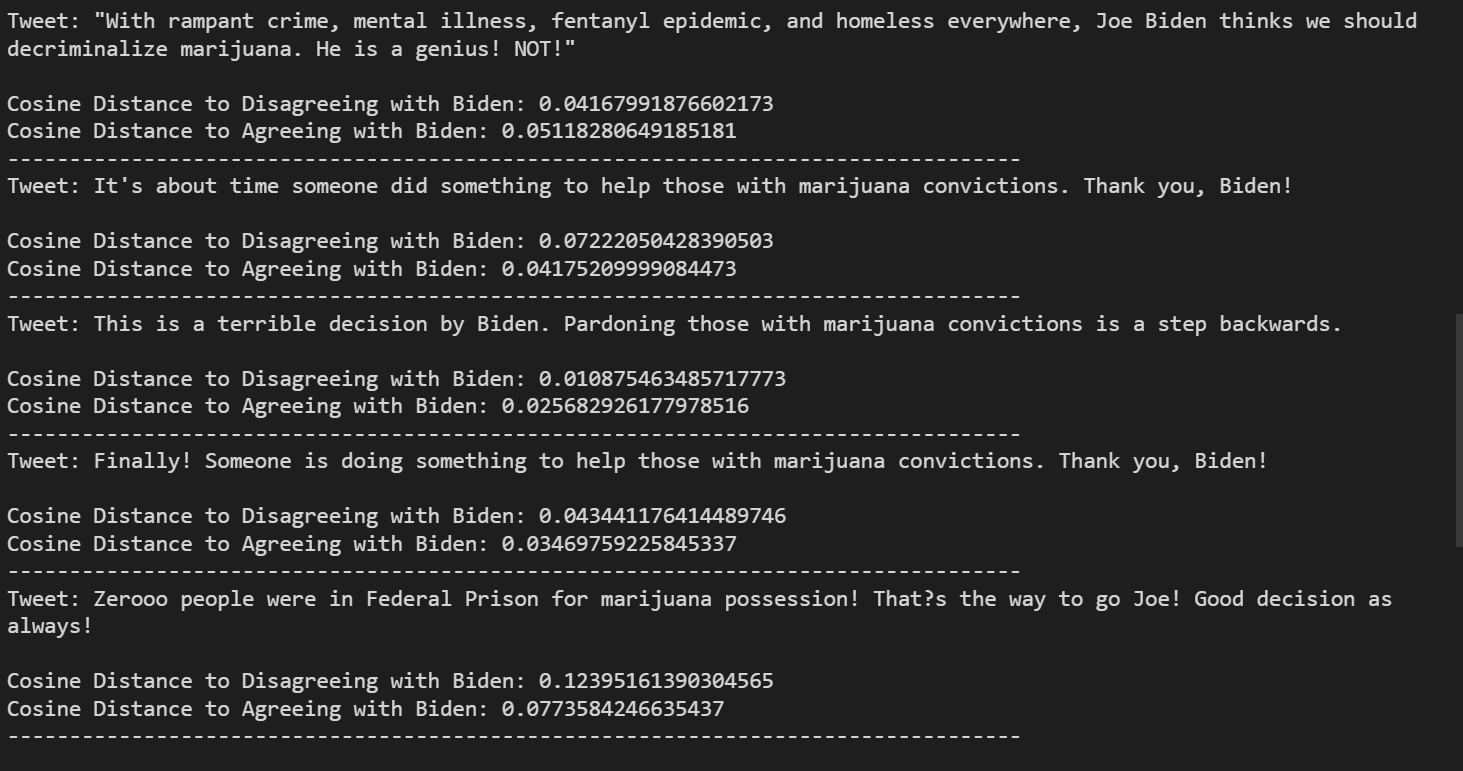 Tweet: "With rampant crime, mental illness, fentanyl epidemic, and homeless everywhere, Joe Biden thinks we should
decriminalize marijuana. He is a genius! NOT!"
Cosine Distance to Disagreeing with Biden: 0.04167991876602173
Cosine Distance to Agreeing with Biden: 0.05118280649185181
----------------------------------------------------------------------------------
Tweet: It's about time someone did something to help those with marijuana convictions. Thank you, Biden!
Cosine Distance to Disagreeing with Biden: 0.07222050428390503
Cosine Distance to Agreeing with Biden: 0.04175209999084473
----------------------------------------------------------------------------------
Tweet: This is a terrible decision by Biden. Pardoning those with marijuana convictions is a step backwards.
Cosine Distance to Disagreeing with Biden: 0.010875463485717773
Cosine Distance to Agreeing with Biden: 0.025682926177978516
----------------------------------------------------------------------------------
Tweet: Finally! Someone is doing something to help those with marijuana convictions. Thank you, Biden!
Cosine Distance to Disagreeing with Biden: 0.043441176414489746
Cosine Distance to Agreeing with Biden: 0.03469759225845337
----------------------------------------------------------------------------------
Tweet: Zerooo people were in Federal Prison for marijuana possession! That?s the way to go Joe! Good decision as
always!
Cosine Distance to Disagreeing with Biden: 0.12395161390304565
Cosine Distance to Agreeing with Biden: 0.0773584246635437
----------------------------------------------------------------------------------